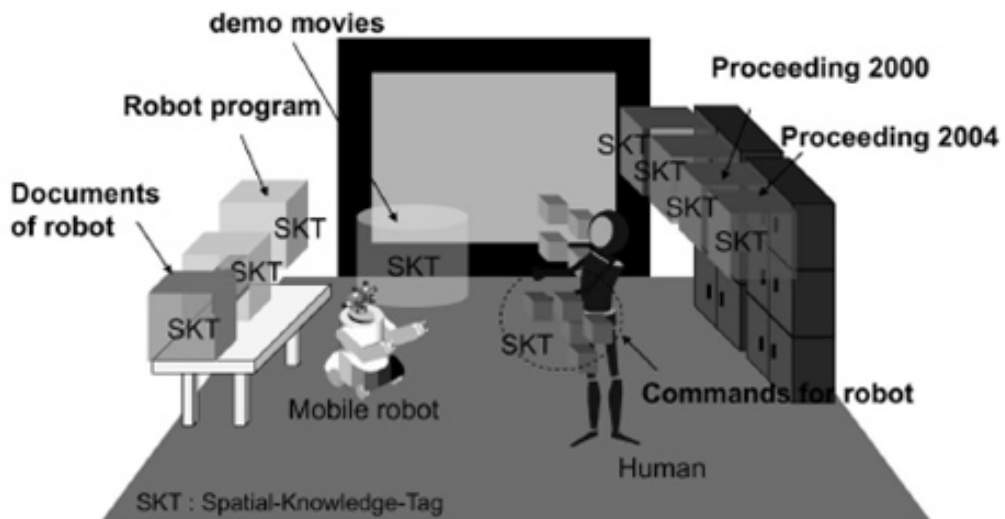 demo movies
Proceeding 2000
Robot program
Proceeding 2004
Documents
of robot
SKT
SKT
SKT
SKT
SKT
SKT
SKT
SKT
SKT
Commands for robot
Mobile robot
Human
SKT : Spatial-Knowledge-Tag